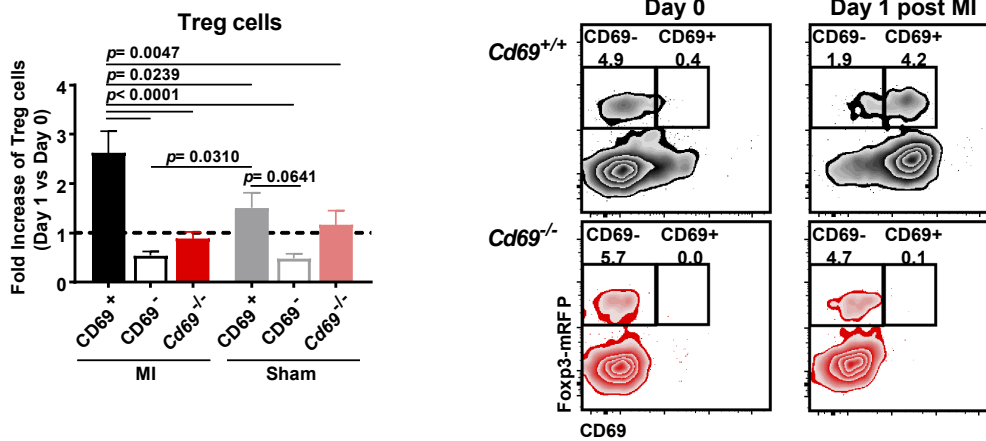 Treg cells
p= 0.0047
p= 0.0239
p< 0.0001
p= 0.0310
p= 0.0641
Fold Increase of Treg cells
(Day 1 vs Day 0)
4
3
2
1
0
CD69+
CD69-
Cd69-/-
CD69+
CD69-
Cd69-/-
MI
Sham
Day 0
Day 1 post MI
Cd69+/+
CD69-
4.9
CD69+
0.4
CD69-
1.9
CD69+
4.2
Cd69-/-
CD69-
5.7
CD69+
0.0
CD69-
4.7
CD69+
0.1
Foxp3-mRFP
CD69